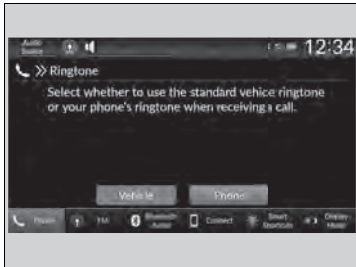 Audio Source
12:34
Ringtone
Select whether to use the standard vehice ringtone
or your phone's ringtone when receiving a call.
Vehicle Phone
Phone FM Bluetooth Audio Connect Smart Shortcuts Display Mode